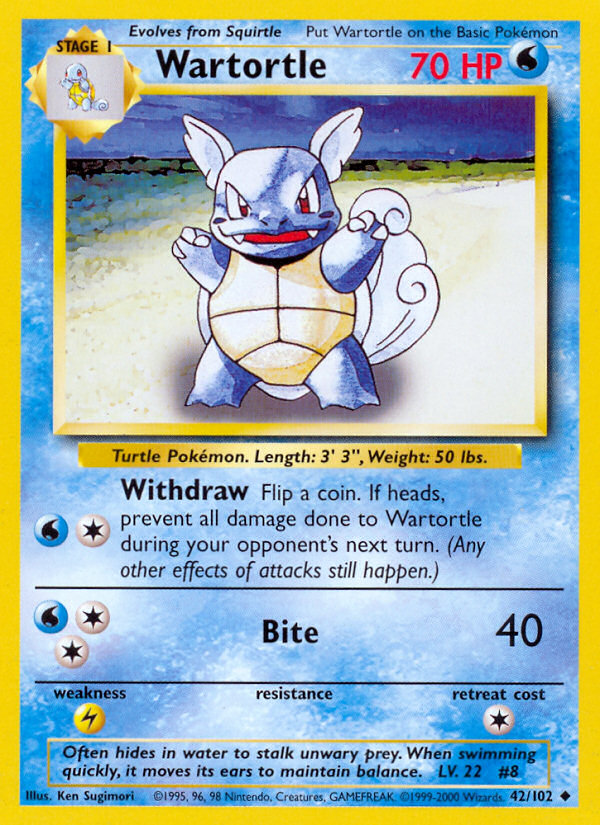 Evolves from Squirtle Put Wartortle on the Basic Pokémon
STAGE 1
Wartortle 70 HP
Turtle Pokémon. Length: 3' 3", Weight: 50 lbs.
Withdraw Flip a coin. If heads,
prevent all damage done to Wartortle
during your opponent's next turn. (Any
other effects of attacks still happen.)
Bite 40
weakness resistance retreat cost
Often hides in water to stalk unwary prey. When swimming
quickly, it moves its ears to maintain balance. LV. 22 #8
Illus. Ken Sugimori ©1995, 96, 98 Nintendo, Creatures, GAMEFREAK. ©1999-2000 Wizards. 42/102